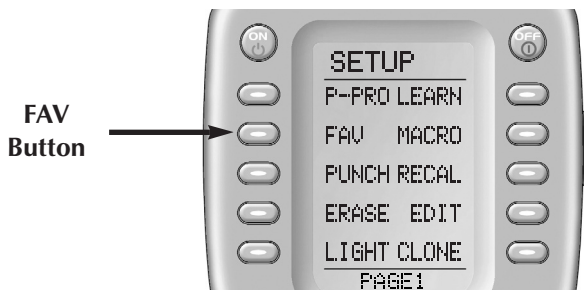 ON OFF
SETUP
P-PRO LEARN
FAV
Button
FAV MACRO
PUNCH RECAL
ERASE EDIT
LIGHT CLONE
PAGE1